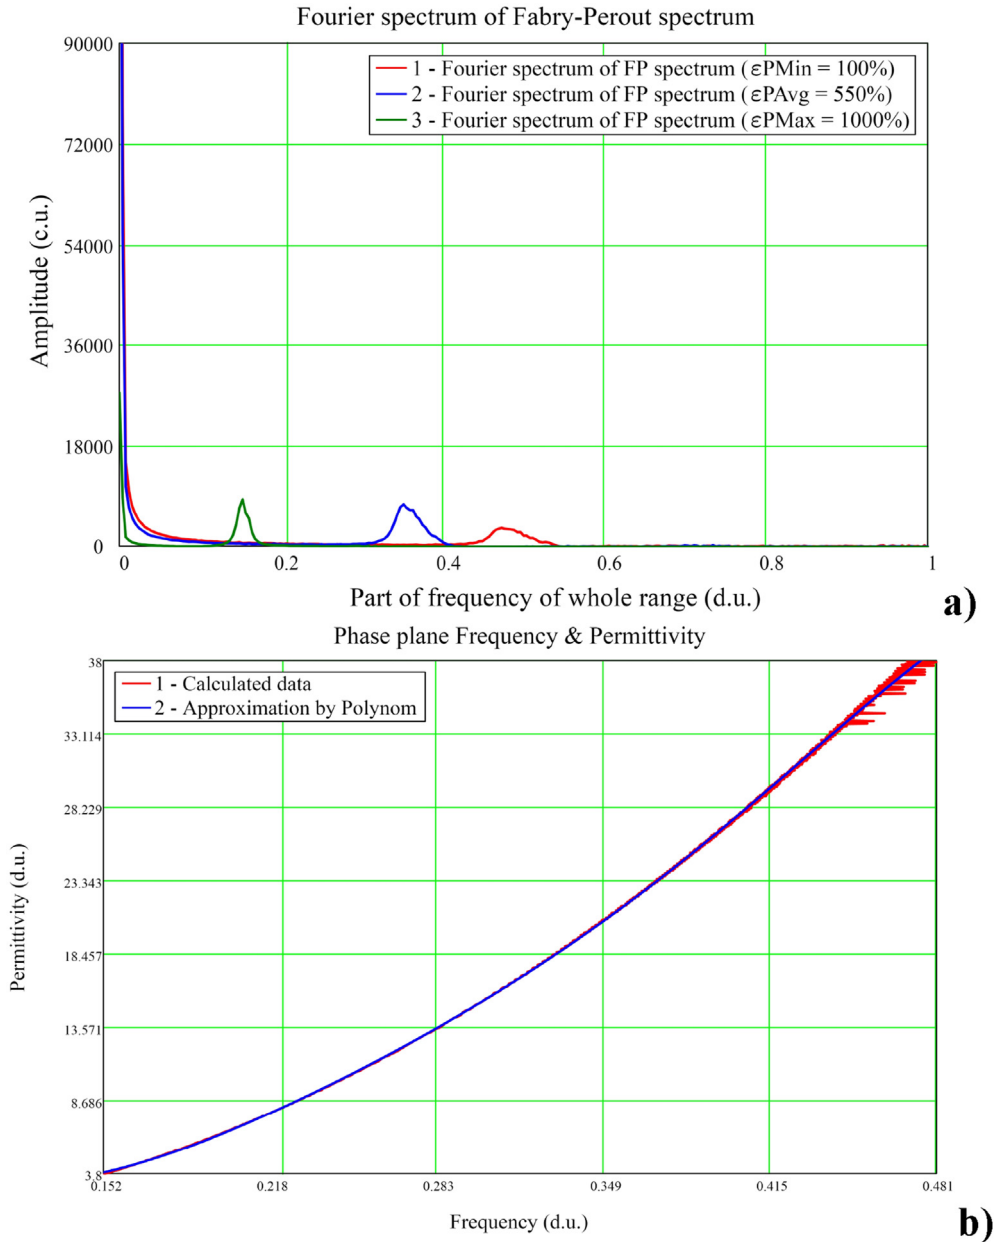 Fourier spectrum of Fabry-Perout spectrum
90000
72000
54000
36000
18000
0
Amplitude (c.u.)
1 - Fourier spectrum of FP spectrum (εPMin = 100%)
2 - Fourier spectrum of FP spectrum (εPAvg = 550%)
3 - Fourier spectrum of FP spectrum (εPMax = 1000%)
0 0.2 0.4 0.6 0.8 1
Part of frequency of whole range (d.u.)
a)
Phase plane Frequency & Permittivity
38
33.114
28.229
23.343
18.457
13.571
8.686
3.8
Permittivity (d.u.)
1 - Calculated data
2 - Approximation by Polynom
0.152 0.218 0.283 0.349 0.415 0.481
Frequency (d.u.)
b)